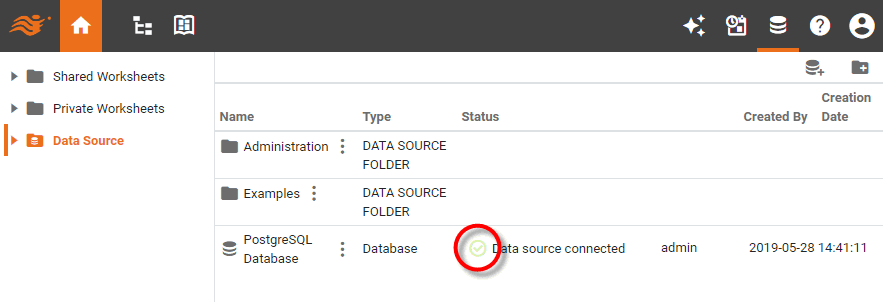 Shared Worksheets
Private Worksheets
Data Source
Name Type Status Created By Creation
Date
Administration DATA SOURCE
FOLDER
Examples DATA SOURCE
FOLDER
PostgreSQL
Database Database Data source connected admin 2019-05-28 14:41:11